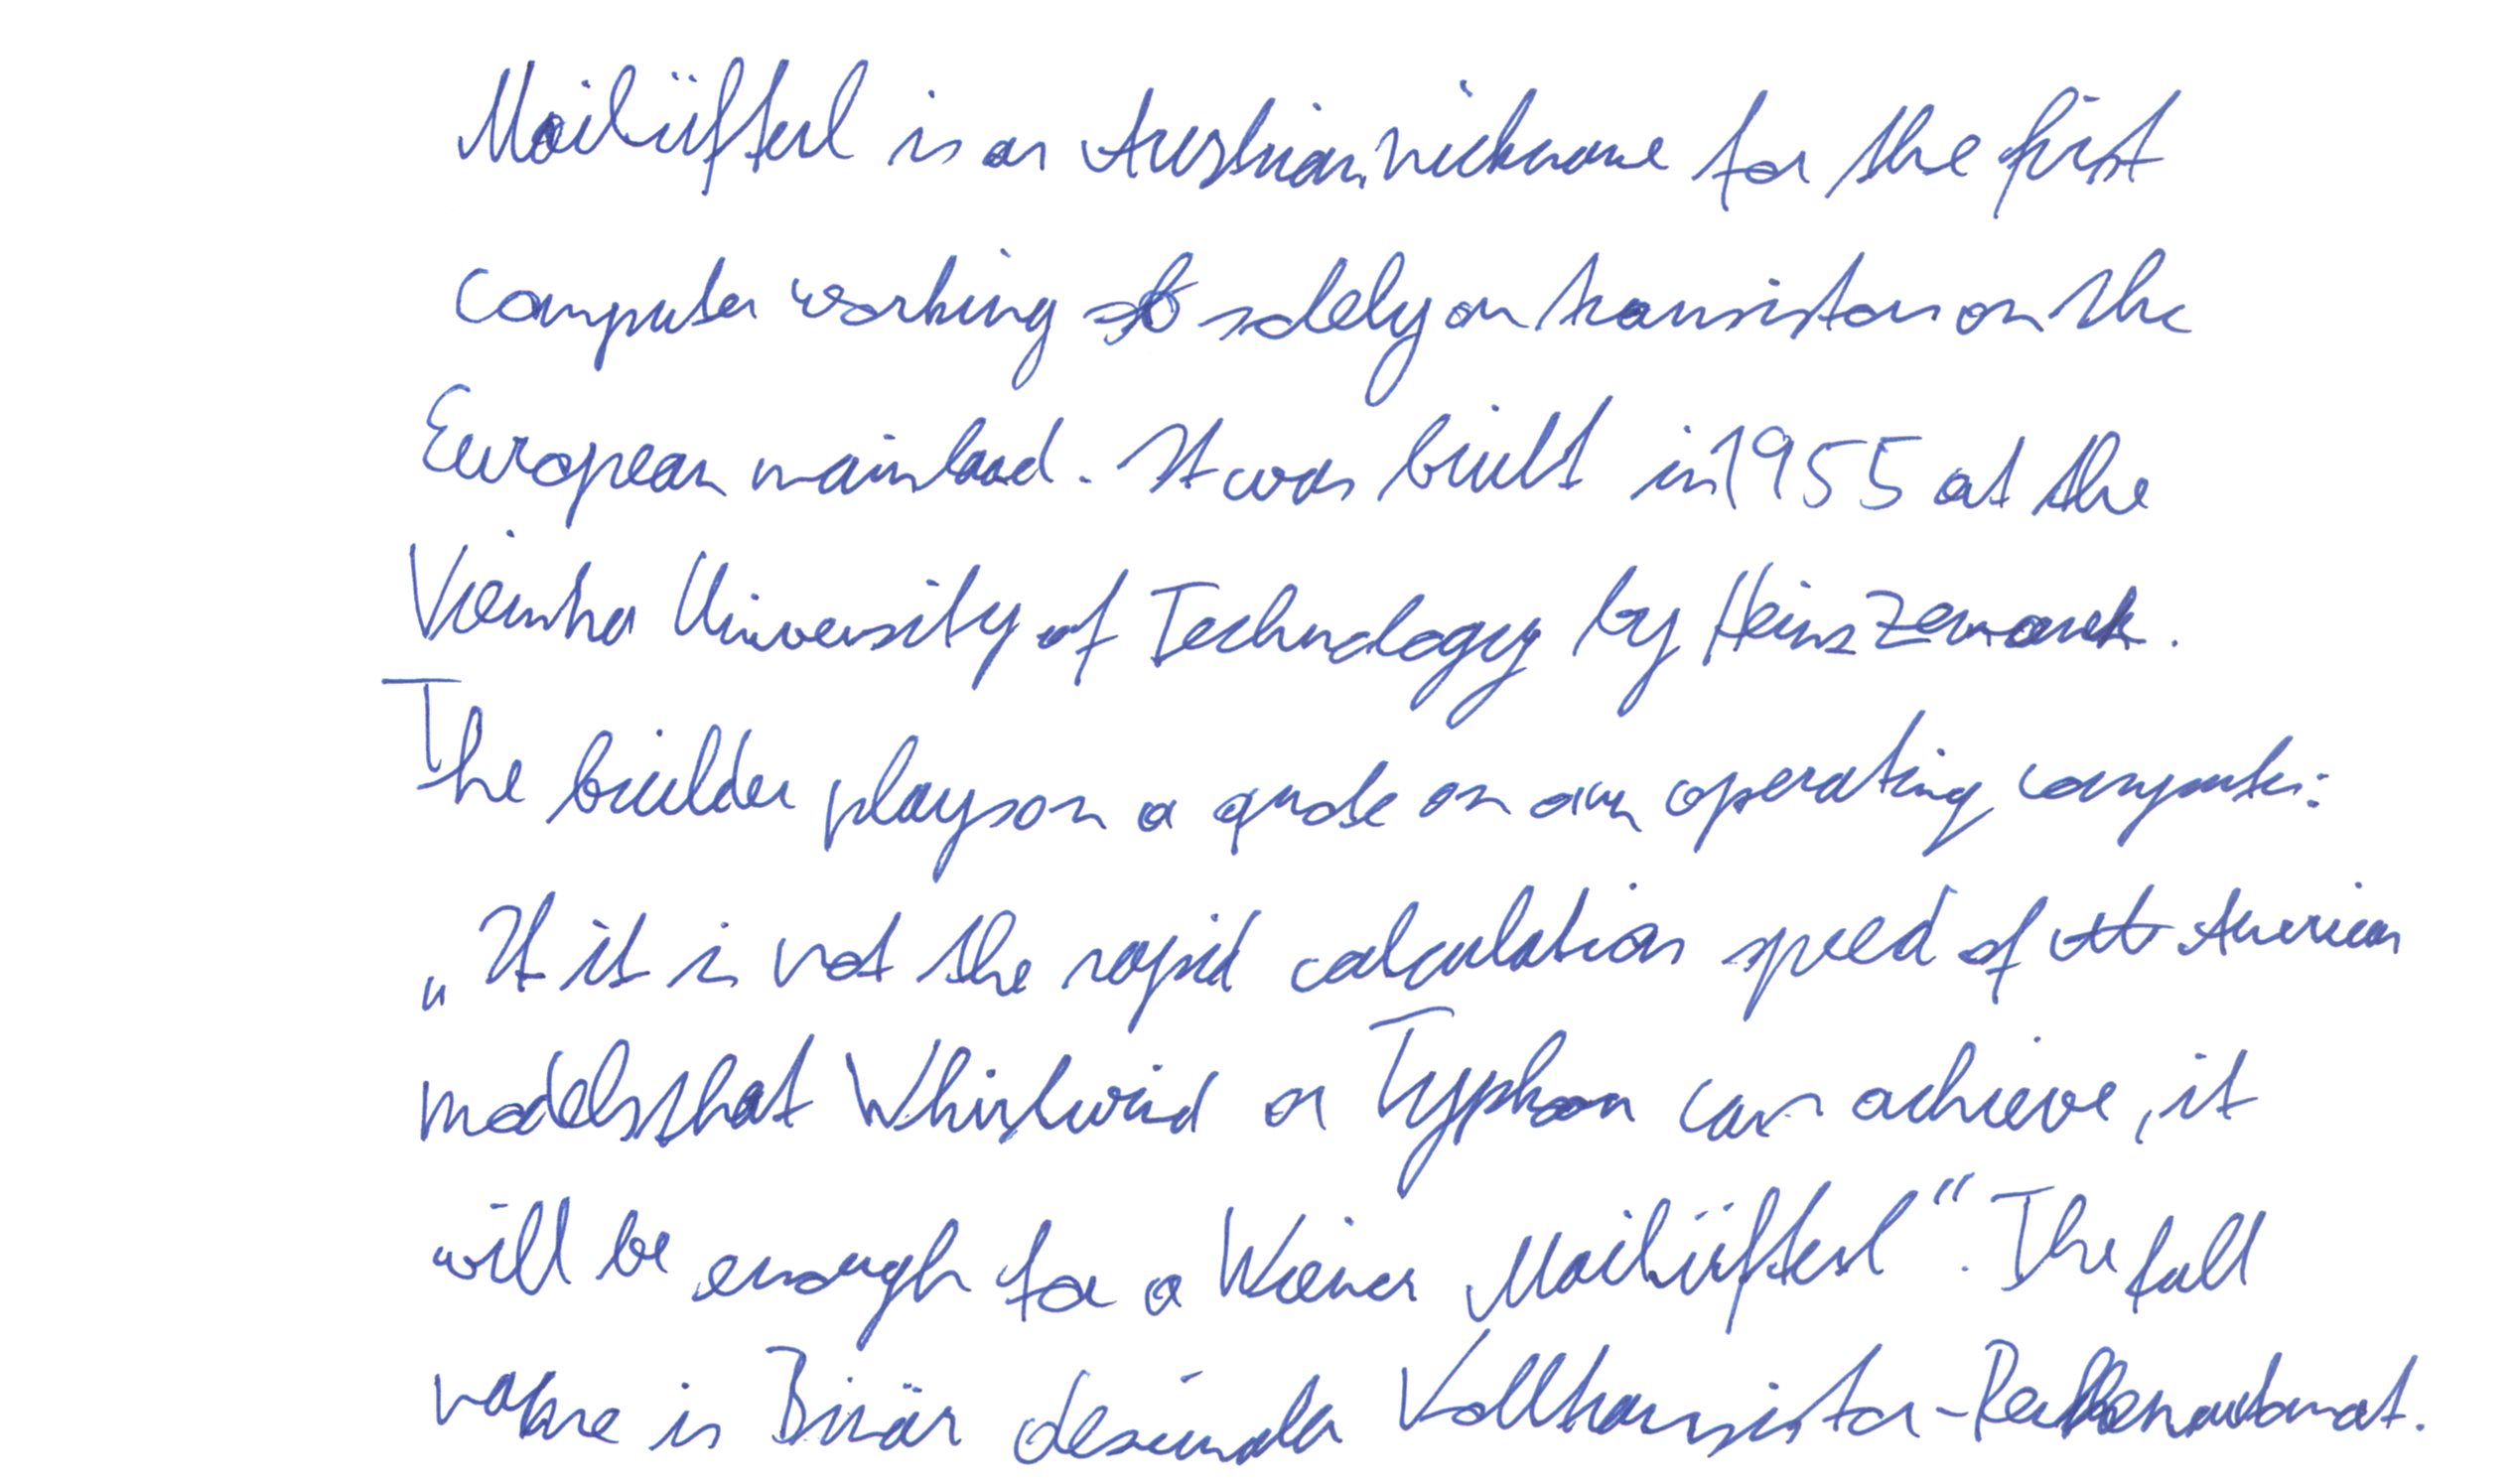 Mailüfterl is an Austrian nickname for the first
Computer working solely on transistors on the
European mainland. It was built in 1955 at the
Vienna University of Technology by Heinz Zemanek.
The builder plays on a quote on an operating computer:
„If it is not the rapid calculation speed of American
models that Whirlwind or Typhoon can achieve, it
will be enough for a Wiener Mailüfterl“. The full
name is Binär dezimaler Volltransistor-Rechenautomat.